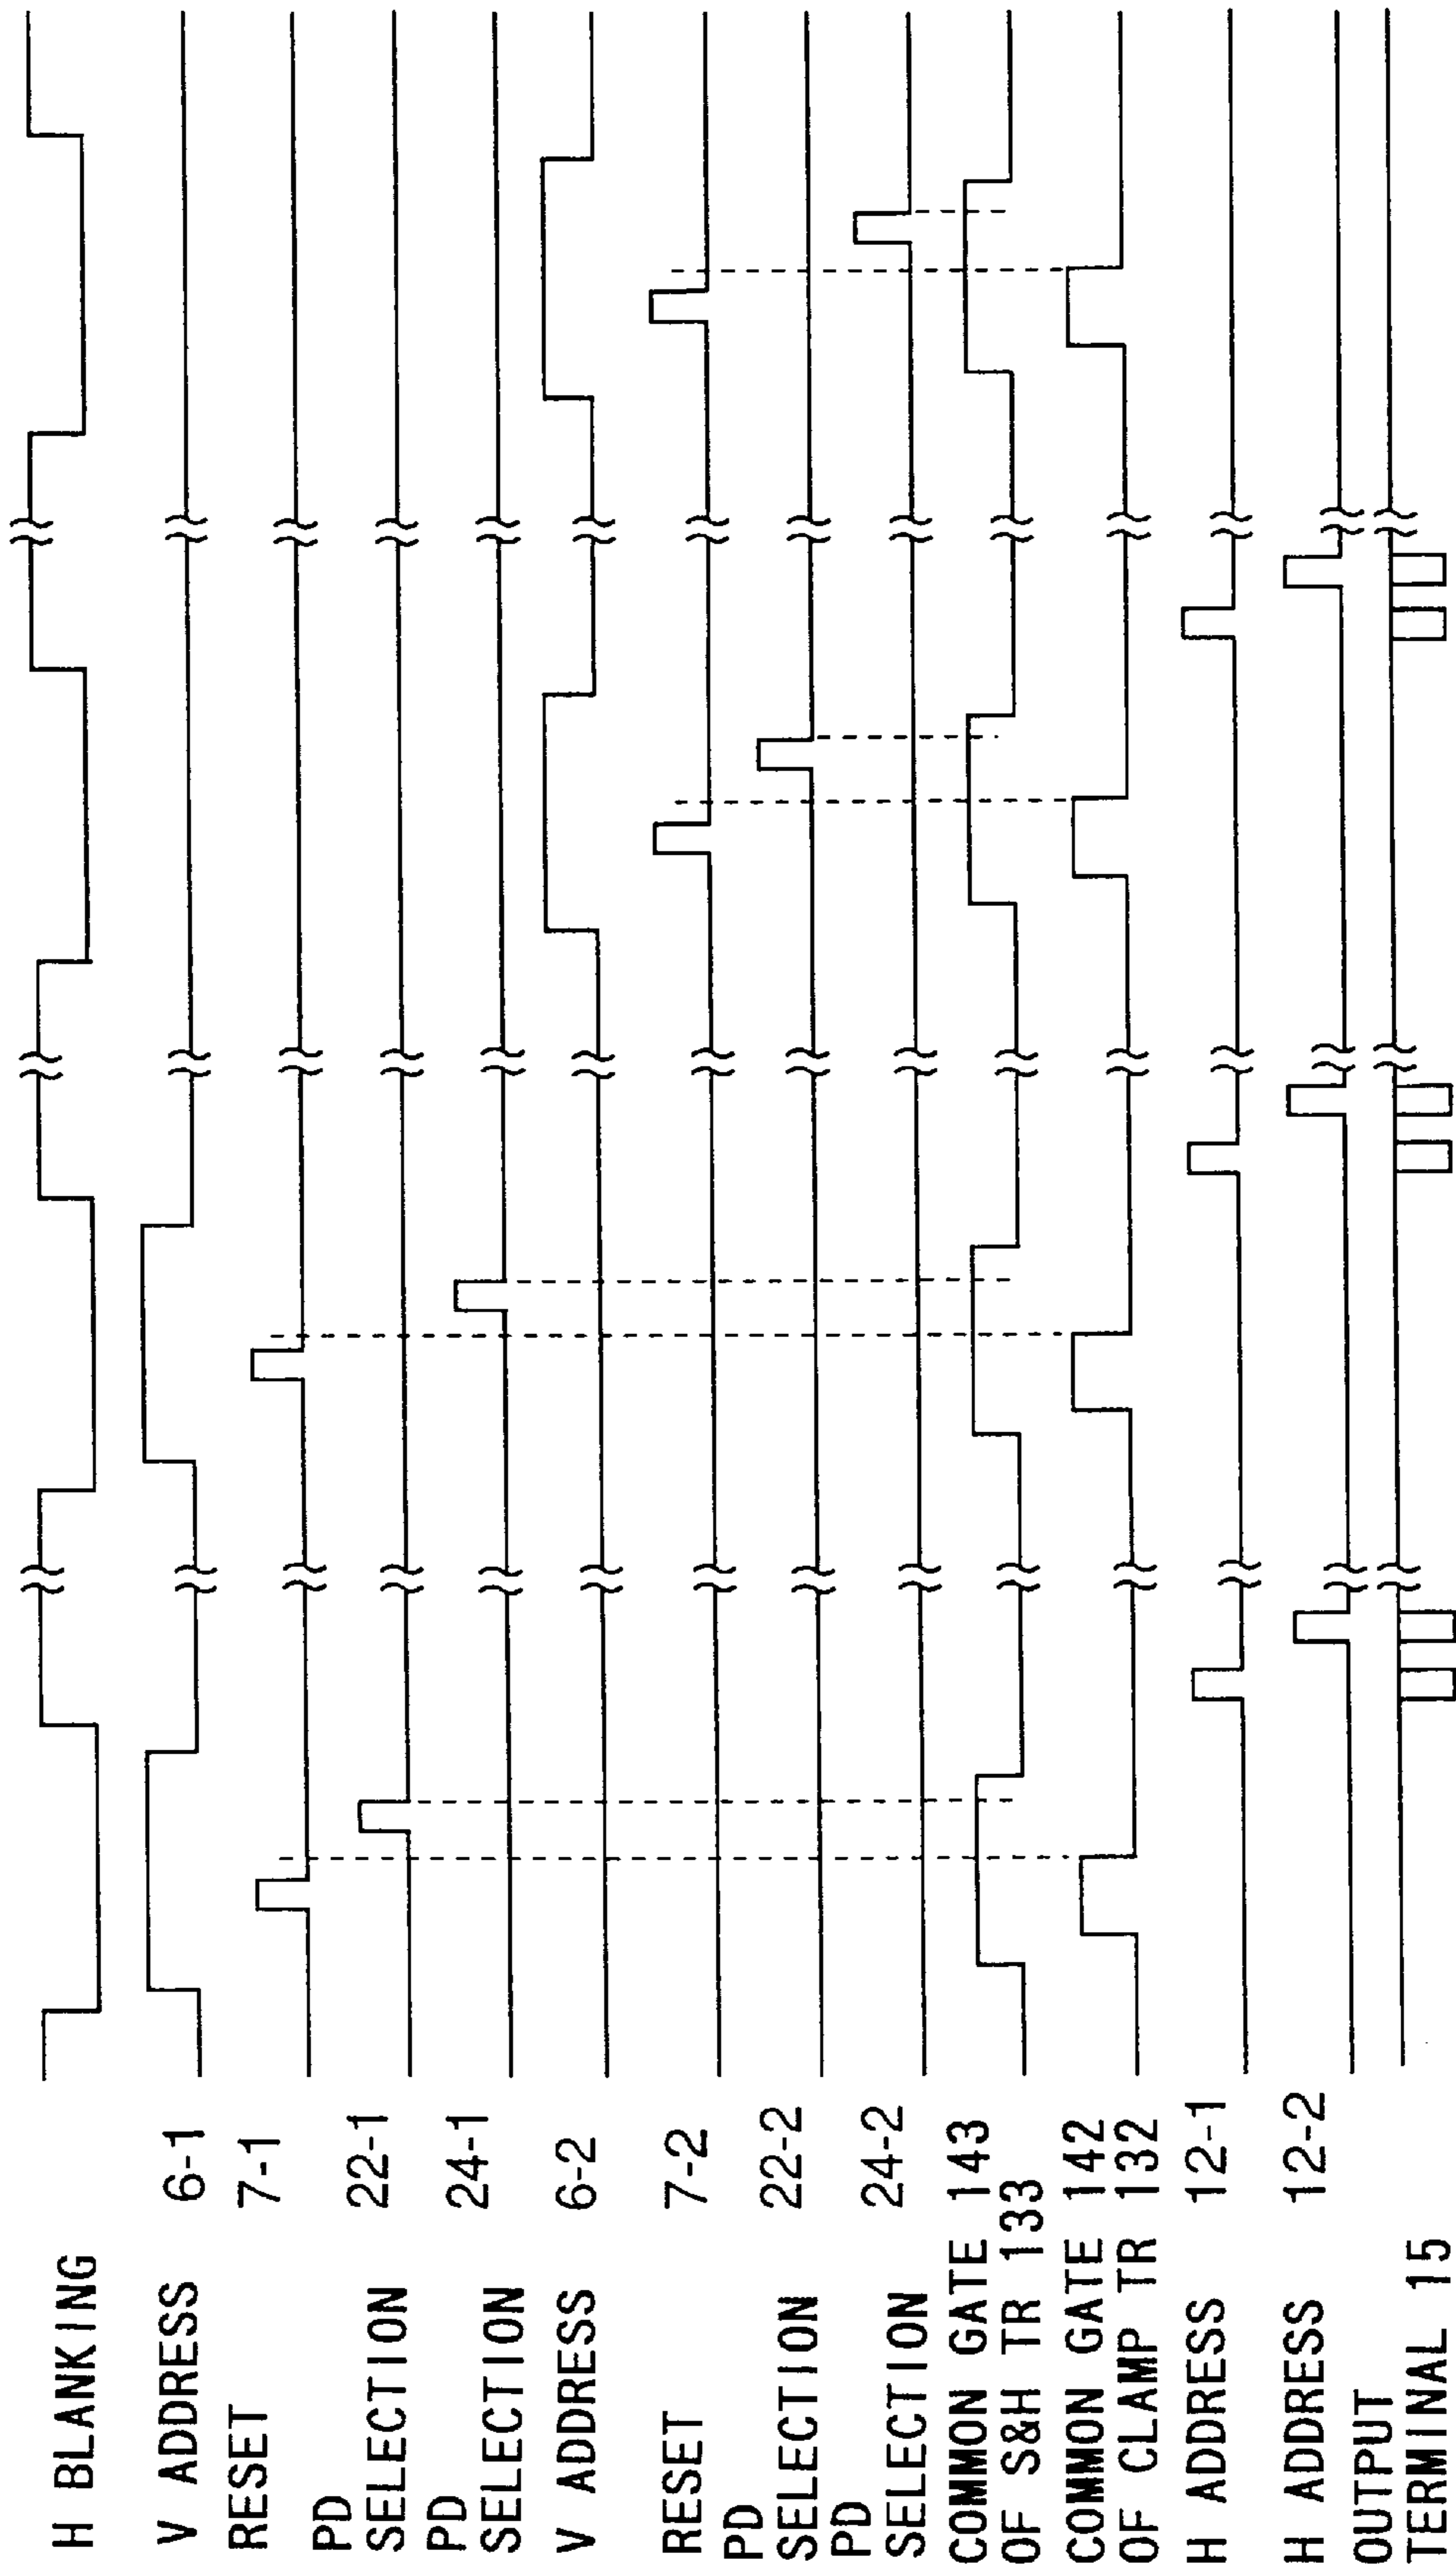 H BLANKING
V ADDRESS 6-1
RESET 7-1
PD
SELECTION 22-1
PD
SELECTION 24-1
V ADDRESS 6-2
RESET 7-2
PD
SELECTION 22-2
PD
SELECTION 24-2
COMMON GATE 143
OF S&H TR 133
COMMON GATE 142
OF CLAMP TR 132
H ADDRESS 12-1
H ADDRESS 12-2
OUTPUT
TERMINAL 15